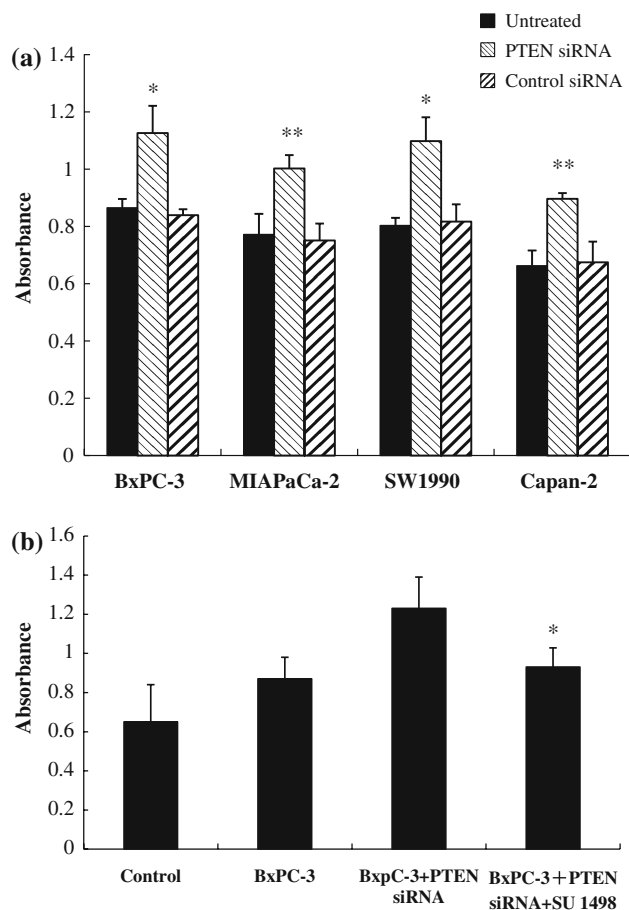 Untreated
PTEN siRNA
Control siRNA
(a)
1.4
1.2
1
0.8
0.6
0.4
0.2
0
Absorbance
*
**
*
**
BxPC-3 MIAPaCa-2 SW1990 Capan-2
(b)
1.6
1.4
1.2
1
0.8
0.6
0.4
0.2
0
Absorbance
*
Control BxPC-3 BxpC-3+PTEN BxPC-3+PTEN
siRNA siRNA+SU 1498